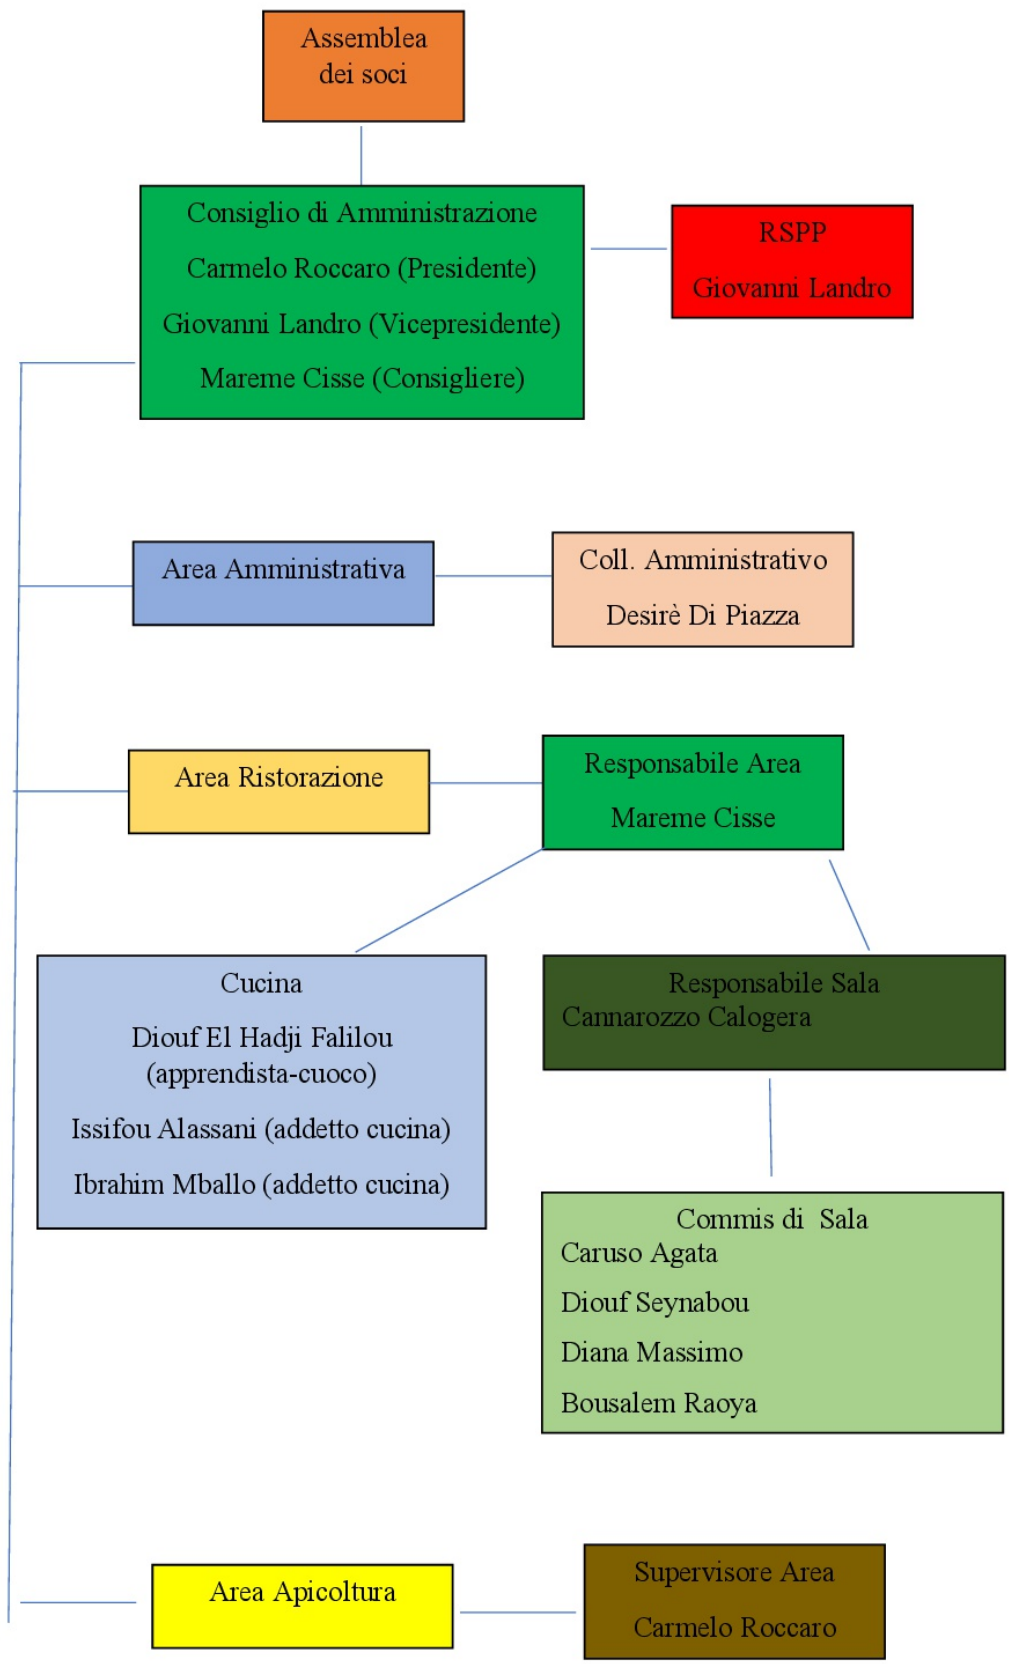 Assemblea
dei soci
Consiglio di Amministrazione
Carmelo Roccaro (Presidente)
Giovanni Landro (Vicepresidente)
Mareme Cisse (Consigliere)
RSPP
Giovanni Landro
Area Amministrativa
Coll. Amministrativo
Desirè Di Piazza
Area Ristorazione
Responsabile Area
Mareme Cisse
Cucina
Diouf El Hadji Falilou
(apprendista-cuoco)
Issifou Alassani (addetto cucina)
Ibrahim Mballo (addetto cucina)
Responsabile Sala
Cannarozzo Calogera
Commis di  Sala
Caruso Agata
Diouf Seynabou
Diana Massimo
Bousalem Raoya
Area Apicoltura
Supervisore Area
Carmelo Roccaro